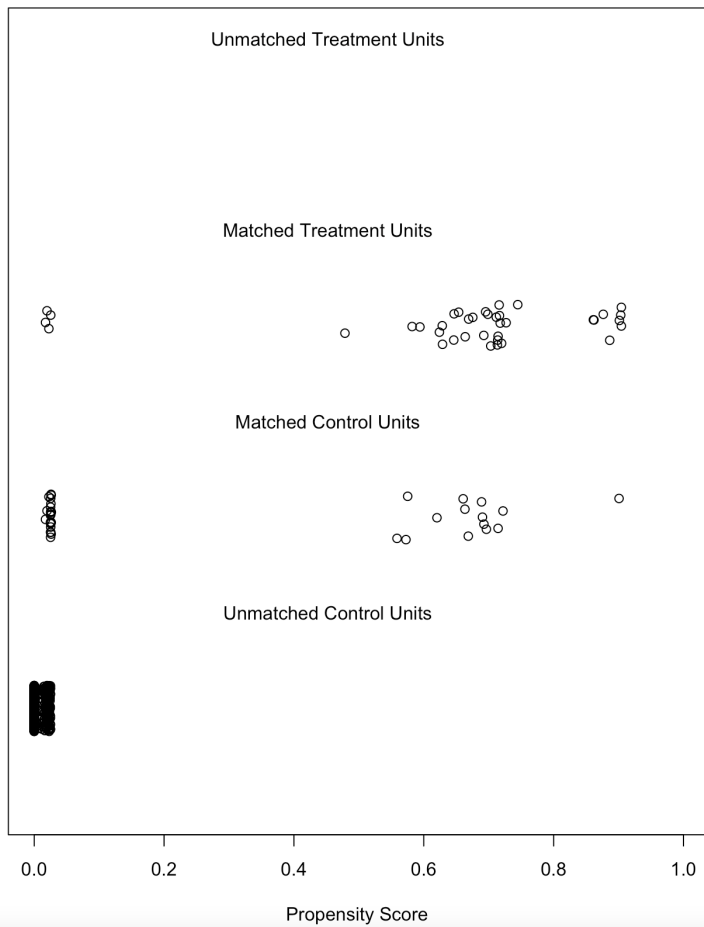 Unmatched Treatment Units
Matched Treatment Units
Matched Control Units
Unmatched Control Units
0.0 0.2 0.4 0.6 0.8 1.0
Propensity Score